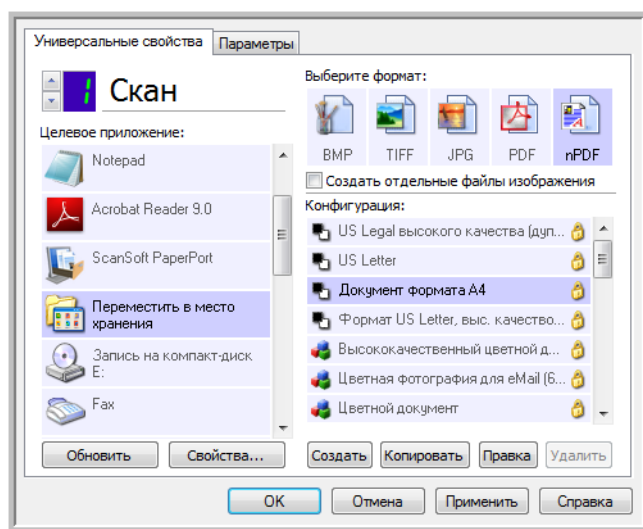 Универсальные свойства
Параметры
1
Скан
Целевое приложение:
Notepad
Acrobat Reader 9.0
ScanSoft PaperPort
Переместить в место
хранения
Запись на компакт-диск
E:
Fax
Обновить
Свойства...
Выберите формат:
BMP
TIFF
JPG
PDF
nPDF
Создать отдельные файлы изображения
Конфигурация:
US Legal высокого качества (дуп...
US Letter
Документ формата A4
Формат US Letter, выс. качество...
Высококачественный цветной д...
Цветная фотография для eMail (6...
Цветной документ
Создать
Копировать
Правка
Удалить
OK
Отмена
Применить
Справка